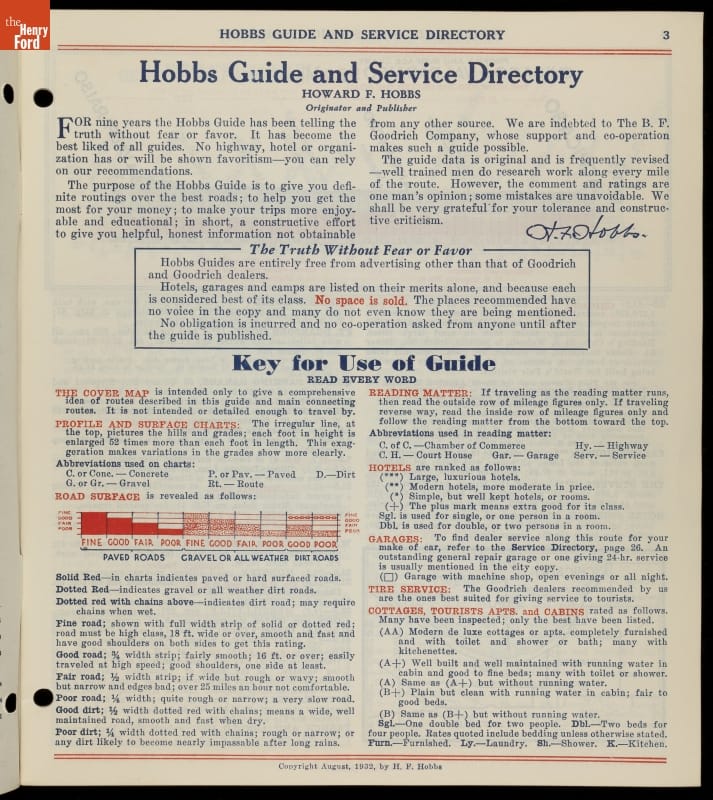 the
Henry
Ford
HOBBS GUIDE AND SERVICE DIRECTORY 3
Hobbs Guide and Service Directory
HOWARD F. HOBBS
Originator and Publisher
FOR nine years the Hobbs Guide has been telling the
truth without fear or favor. It has become the
best liked of all guides. No highway, hotel or organi-
zation has or will be shown favoritism—you can rely
on our recommendations.
The purpose of the Hobbs Guide is to give you defi-
nite routings over the best roads; to help you get the
most for your money; to make your trips more enjoy-
able and educational; in short, a constructive effort
to give you helpful, honest information not obtainable
from any other source. We are indebted to The B. F.
Goodrich Company, whose support and co-operation
makes such a guide possible.
The guide data is original and is frequently revised
—well trained men do research work along every mile
of the route. However, the comment and ratings are
one man's opinion; some mistakes are unavoidable. We
shall be very grateful for your tolerance and construc-
tive criticism.
H. F. Hobbs.
The Truth Without Fear or Favor
Hobbs Guides are entirely free from advertising other than that of Goodrich
and Goodrich dealers.
Hotels, garages and camps are listed on their merits alone, and because each
is considered best of its class. No space is sold. The places recommended have
no voice in the copy and many do not even know they are being mentioned.
No obligation is incurred and no co-operation asked from anyone until after
the guide is published.
Key for Use of Guide
READ EVERY WORD
THE COVER MAP is intended only to give a comprehensive
idea of routes described in this guide and main connecting
routes. It is not intended or detailed enough to travel by.
PROFILE AND SURFACE CHARTS: The irregular line, at
the top, pictures the hills and grades; each foot in height is
enlarged 52 times more than each foot in length. This exag-
geration makes variations in the grades show more clearly.
Abbreviations used on charts:
C. or Conc. — Concrete P. or Pav. — Paved D.—Dirt
G. or Gr. — Gravel Rt. — Route
ROAD SURFACE is revealed as follows:
FINE
GOOD
FAIR
POOR
FINE
GOOD
FAIR
POOR
FINE GOOD FAIR POOR FINE GOOD FAIR POOR GOOD POOR
PAVED ROADS GRAVEL OR ALL WEATHER DIRT ROADS
Solid Red—in charts indicates paved or hard surfaced roads.
Dotted Red—indicates gravel or all weather dirt roads.
Dotted red with chains above—indicates dirt road; may require
chains when wet.
Fine road; shown with full width strip of solid or dotted red;
road must be high class, 18 ft. wide or over, smooth and fast and
have good shoulders on both sides to get this rating.
Good road; ¾ width strip; fairly smooth; 16 ft. or over; easily
traveled at high speed; good shoulders, one side at least.
Fair road; ½ width strip; if wide but rough or wavy; smooth
but narrow and edges bad; over 25 miles an hour not comfortable.
Poor road; ¼ width; quite rough or narrow; a very slow road.
Good dirt; ½ width dotted red with chains; means a wide, well
maintained road, smooth and fast when dry.
Poor dirt; ¼ width dotted red with chains; rough or narrow; or
any dirt likely to become nearly impassable after long rains.
READING MATTER: If traveling as the reading matter runs,
then read the outside row of mileage figures only. If traveling
reverse way, read the inside row of mileage figures only and
follow the reading matter from the bottom toward the top.
Abbreviations used in reading matter:
C. of C. — Chamber of Commerce Hy. — Highway
C. H. — Court House Gar. — Garage Serv. — Service
HOTELS are ranked as follows:
(***) Large, luxurious hotels.
(**) Modern hotels, more moderate in price.
(*) Simple, but well kept hotels, or rooms.
(+) The plus mark means extra good for its class.
Sgl. is used for single, or one person in a room.
Dbl. is used for double, or two persons in a room.
GARAGES: To find dealer service along this route for your
make of car, refer to the Service Directory, page 26. An
outstanding general repair garage or one giving 24-hr. service
is usually mentioned in the city copy.
(□) Garage with machine shop, open evenings or all night.
TIRE SERVICE: The Goodrich dealers recommended by us
are the ones best suited for giving service to tourists.
COTTAGES, TOURISTS APTS. and CABINS rated as follows.
Many have been inspected; only the best have been listed.
(AA) Modern de luxe cottages or apts. completely furnished
and with toilet and shower or bath; many with
kitchenettes.
(A+) Well built and well maintained with running water in
cabin and good to fine beds; many with toilet or shower.
(A) Same as (A+) but without running water.
(B+) Plain but clean with running water in cabin; fair to
good beds.
(B) Same as (B+) but without running water.
Sgl.—One double bed for two people. Dbl.—Two beds for
four people. Rates quoted include bedding unless otherwise stated.
Furn.—Furnished. Ly.—Laundry. Sh.—Shower. K.—Kitchen.
Copyright August, 1932, by H. F. Hobbs